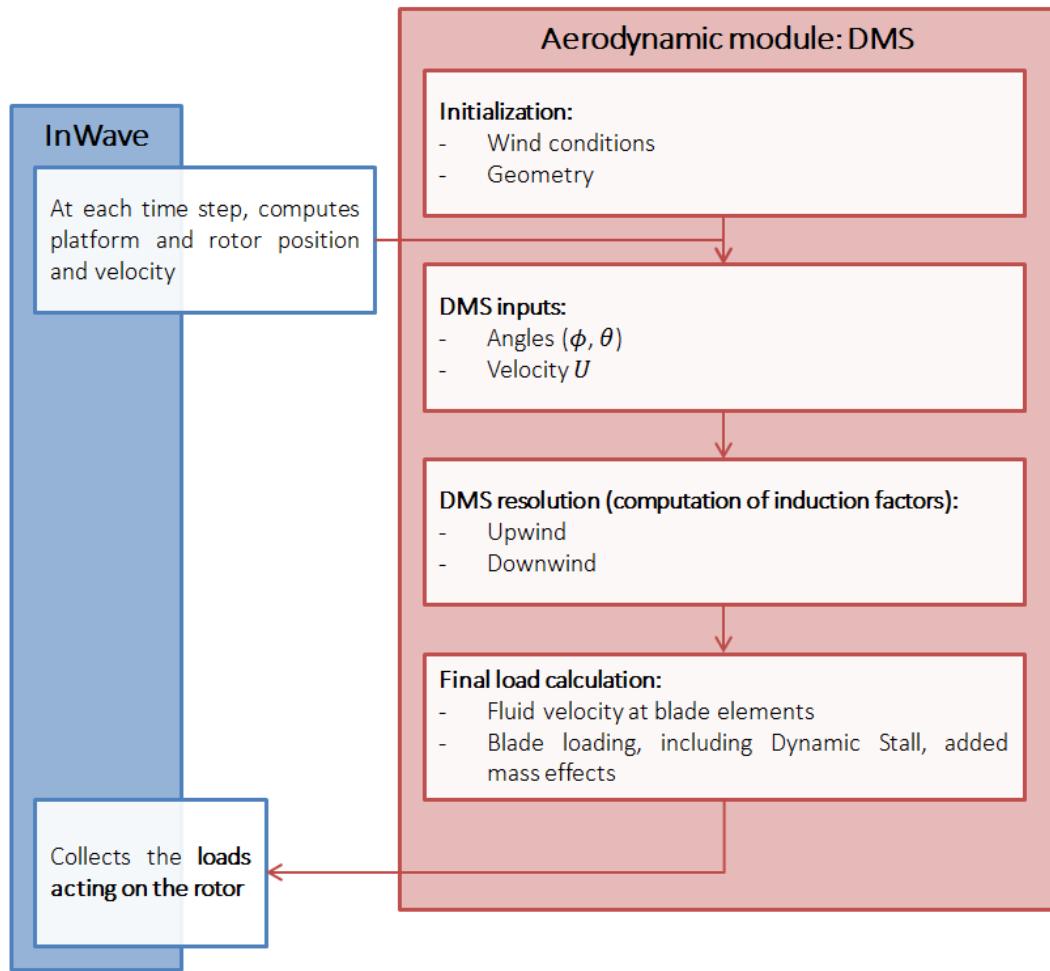 Aerodynamic module: DMS
Initialization:
- Wind conditions
- Geometry
InWave
At each time step, computes
platform and rotor position
and velocity
DMS inputs:
- Angles (ϕ, θ)
- Velocity U
DMS resolution (computation of induction factors):
- Upwind
- Downwind
Final load calculation:
- Fluid velocity at blade elements
- Blade loading, including Dynamic Stall, added
mass effects
Collects the loads
acting on the rotor